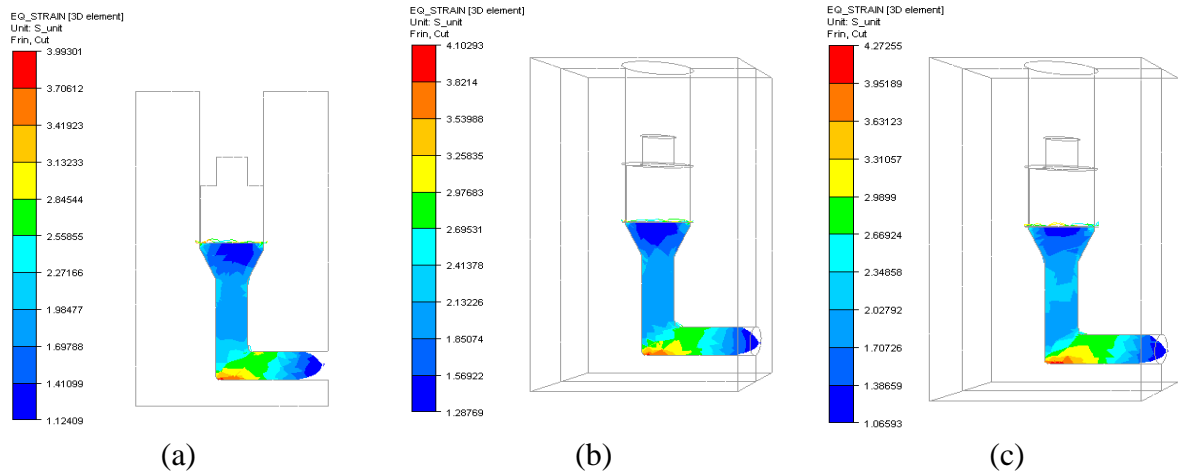 EQ_STRAIN [3D element]
Unit: S_unit
Frin, Cut
3.99301
3.70612
3.41923
3.13233
2.84544
2.55855
2.27166
1.98477
1.69788
1.41099
1.12409
(a)
EQ_STRAIN [3D element]
Unit: S_unit
Frin, Cut
4.10293
3.8214
3.53988
3.25835
2.97683
2.69531
2.41378
2.13226
1.85074
1.56922
1.28769
(b)
EQ_STRAIN [3D element]
Unit: S_unit
Frin, Cut
4.27255
3.95189
3.63123
3.31057
2.9899
2.66924
2.34858
2.02792
1.70726
1.38659
1.06593
(c)